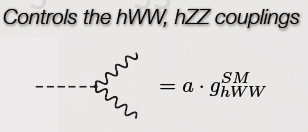 Controls the hWW, hZZ couplings
= a · g^{SM}_{hWW}